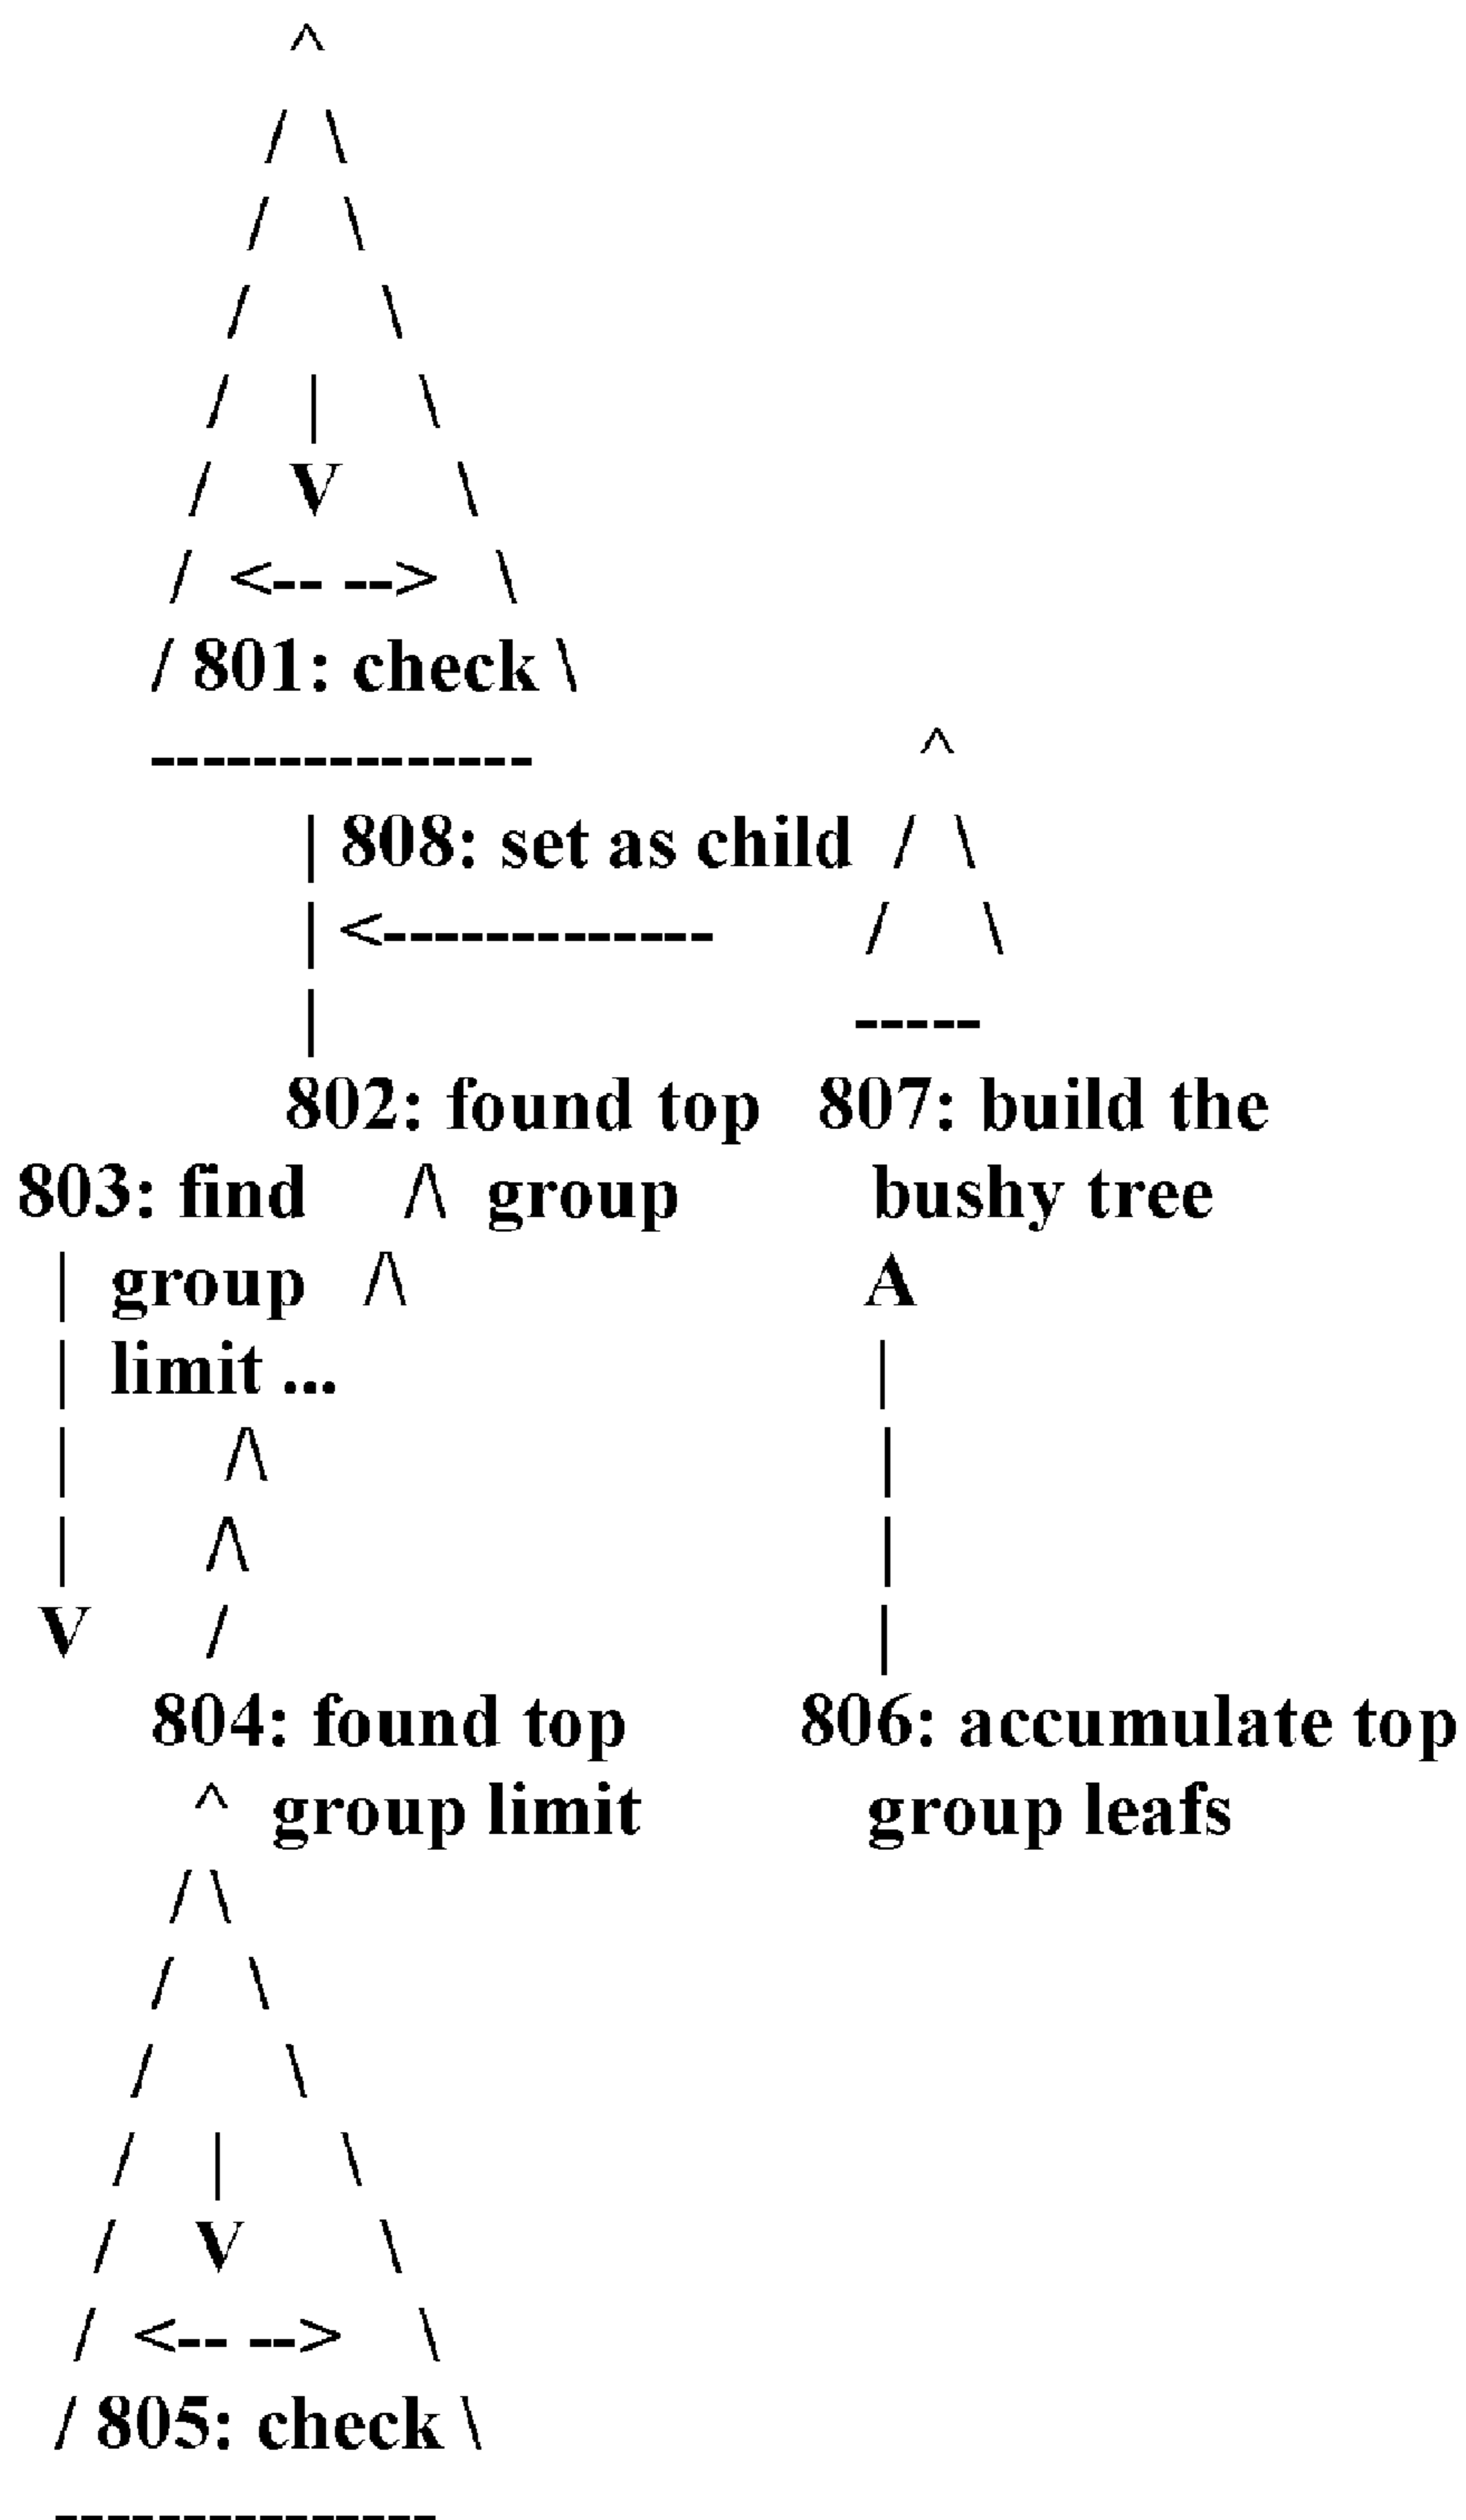 ^
/ \
/ \
/ \
/ | \
/ V \
/ <-- --> \
/ 801: check \
--------------- ^
| 808: set as child / \
| <------------- / \
| -----
802: found top 807: build the
803: find /\ group bushy tree
| group /\ A
| limit ... |
| /\ |
| /\ |
V / |
804: found top 806: accumulate top
^ group limit group leafs
/ \
/ \
/ \
/ | \
/ V \
/ <-- --> \
/ 805: check \
---------------